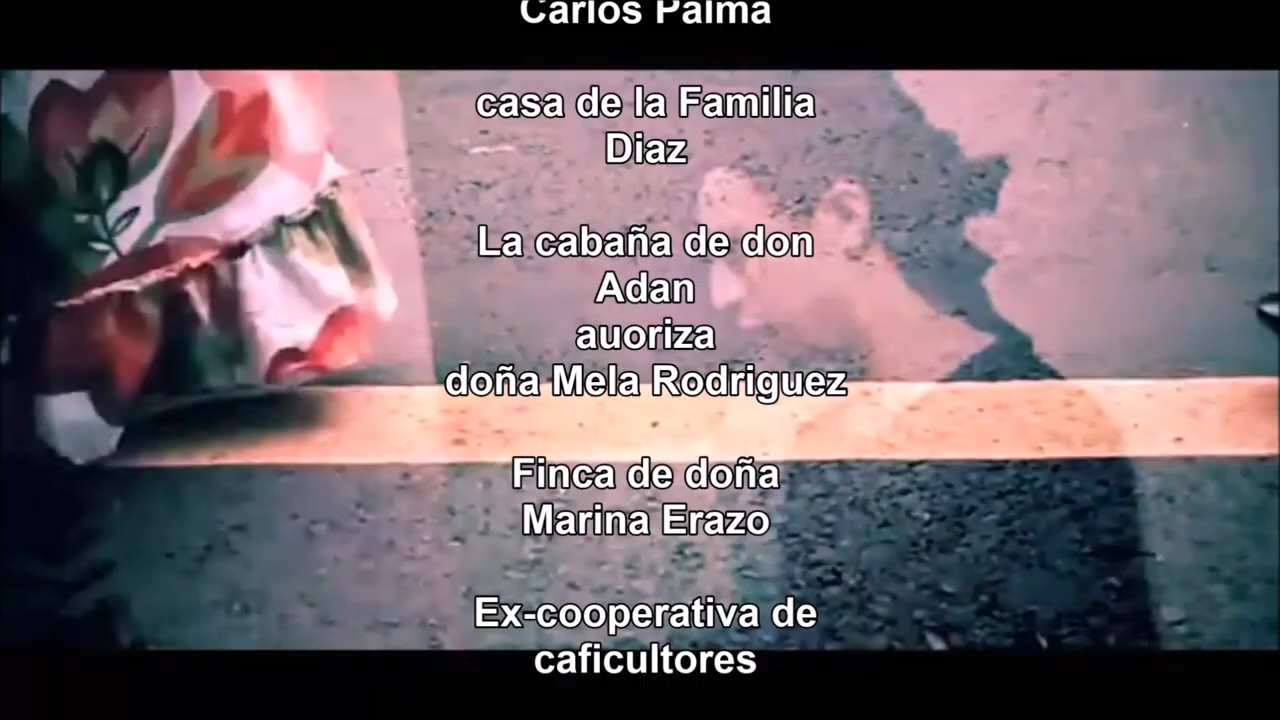 Carlos Palma
casa de la Familia
Diaz
La cabaña de don
Adan
auoriza
doña Mela Rodriguez
Finca de doña
Marina Erazo
Ex-cooperativa de
caficultores